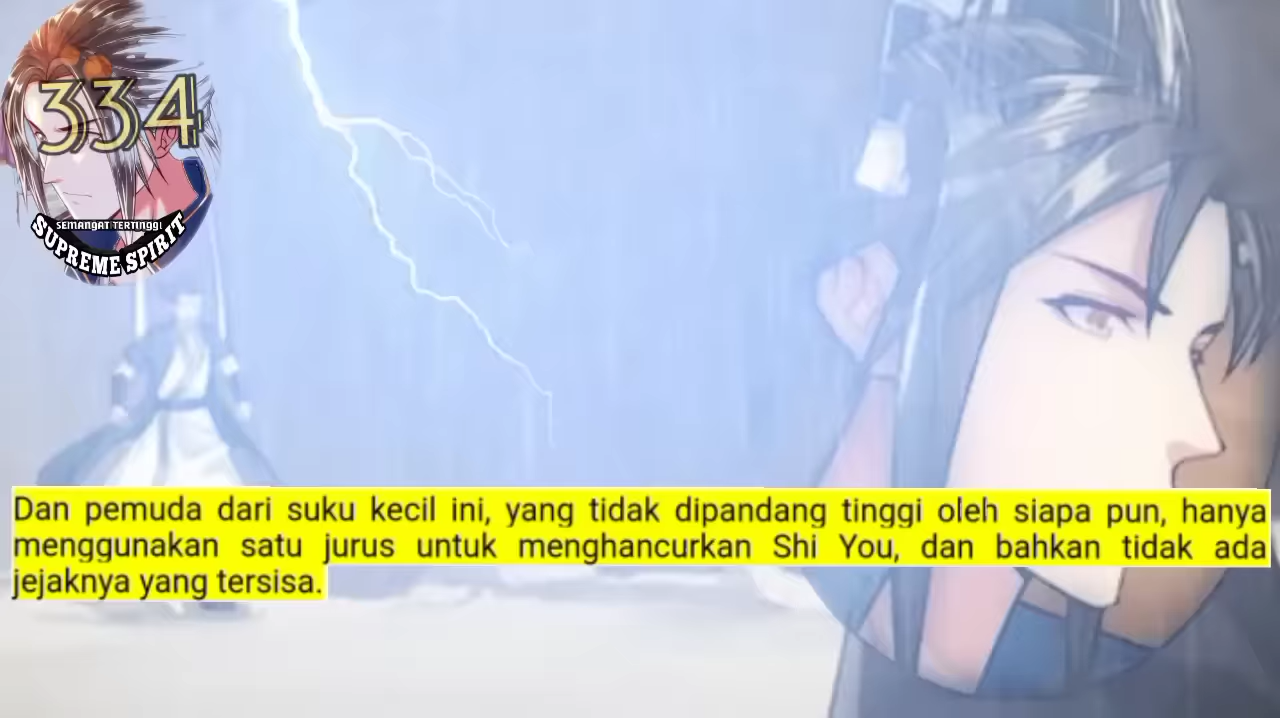 334
SEMANGAT TERTINGGI
SUPREME SPIRIT
Dan pemuda dari suku kecil ini, yang tidak dipandang tinggi oleh siapa pun, hanya
menggunakan satu jurus untuk menghancurkan Shi You, dan bahkan tidak ada
jejaknya yang tersisa.